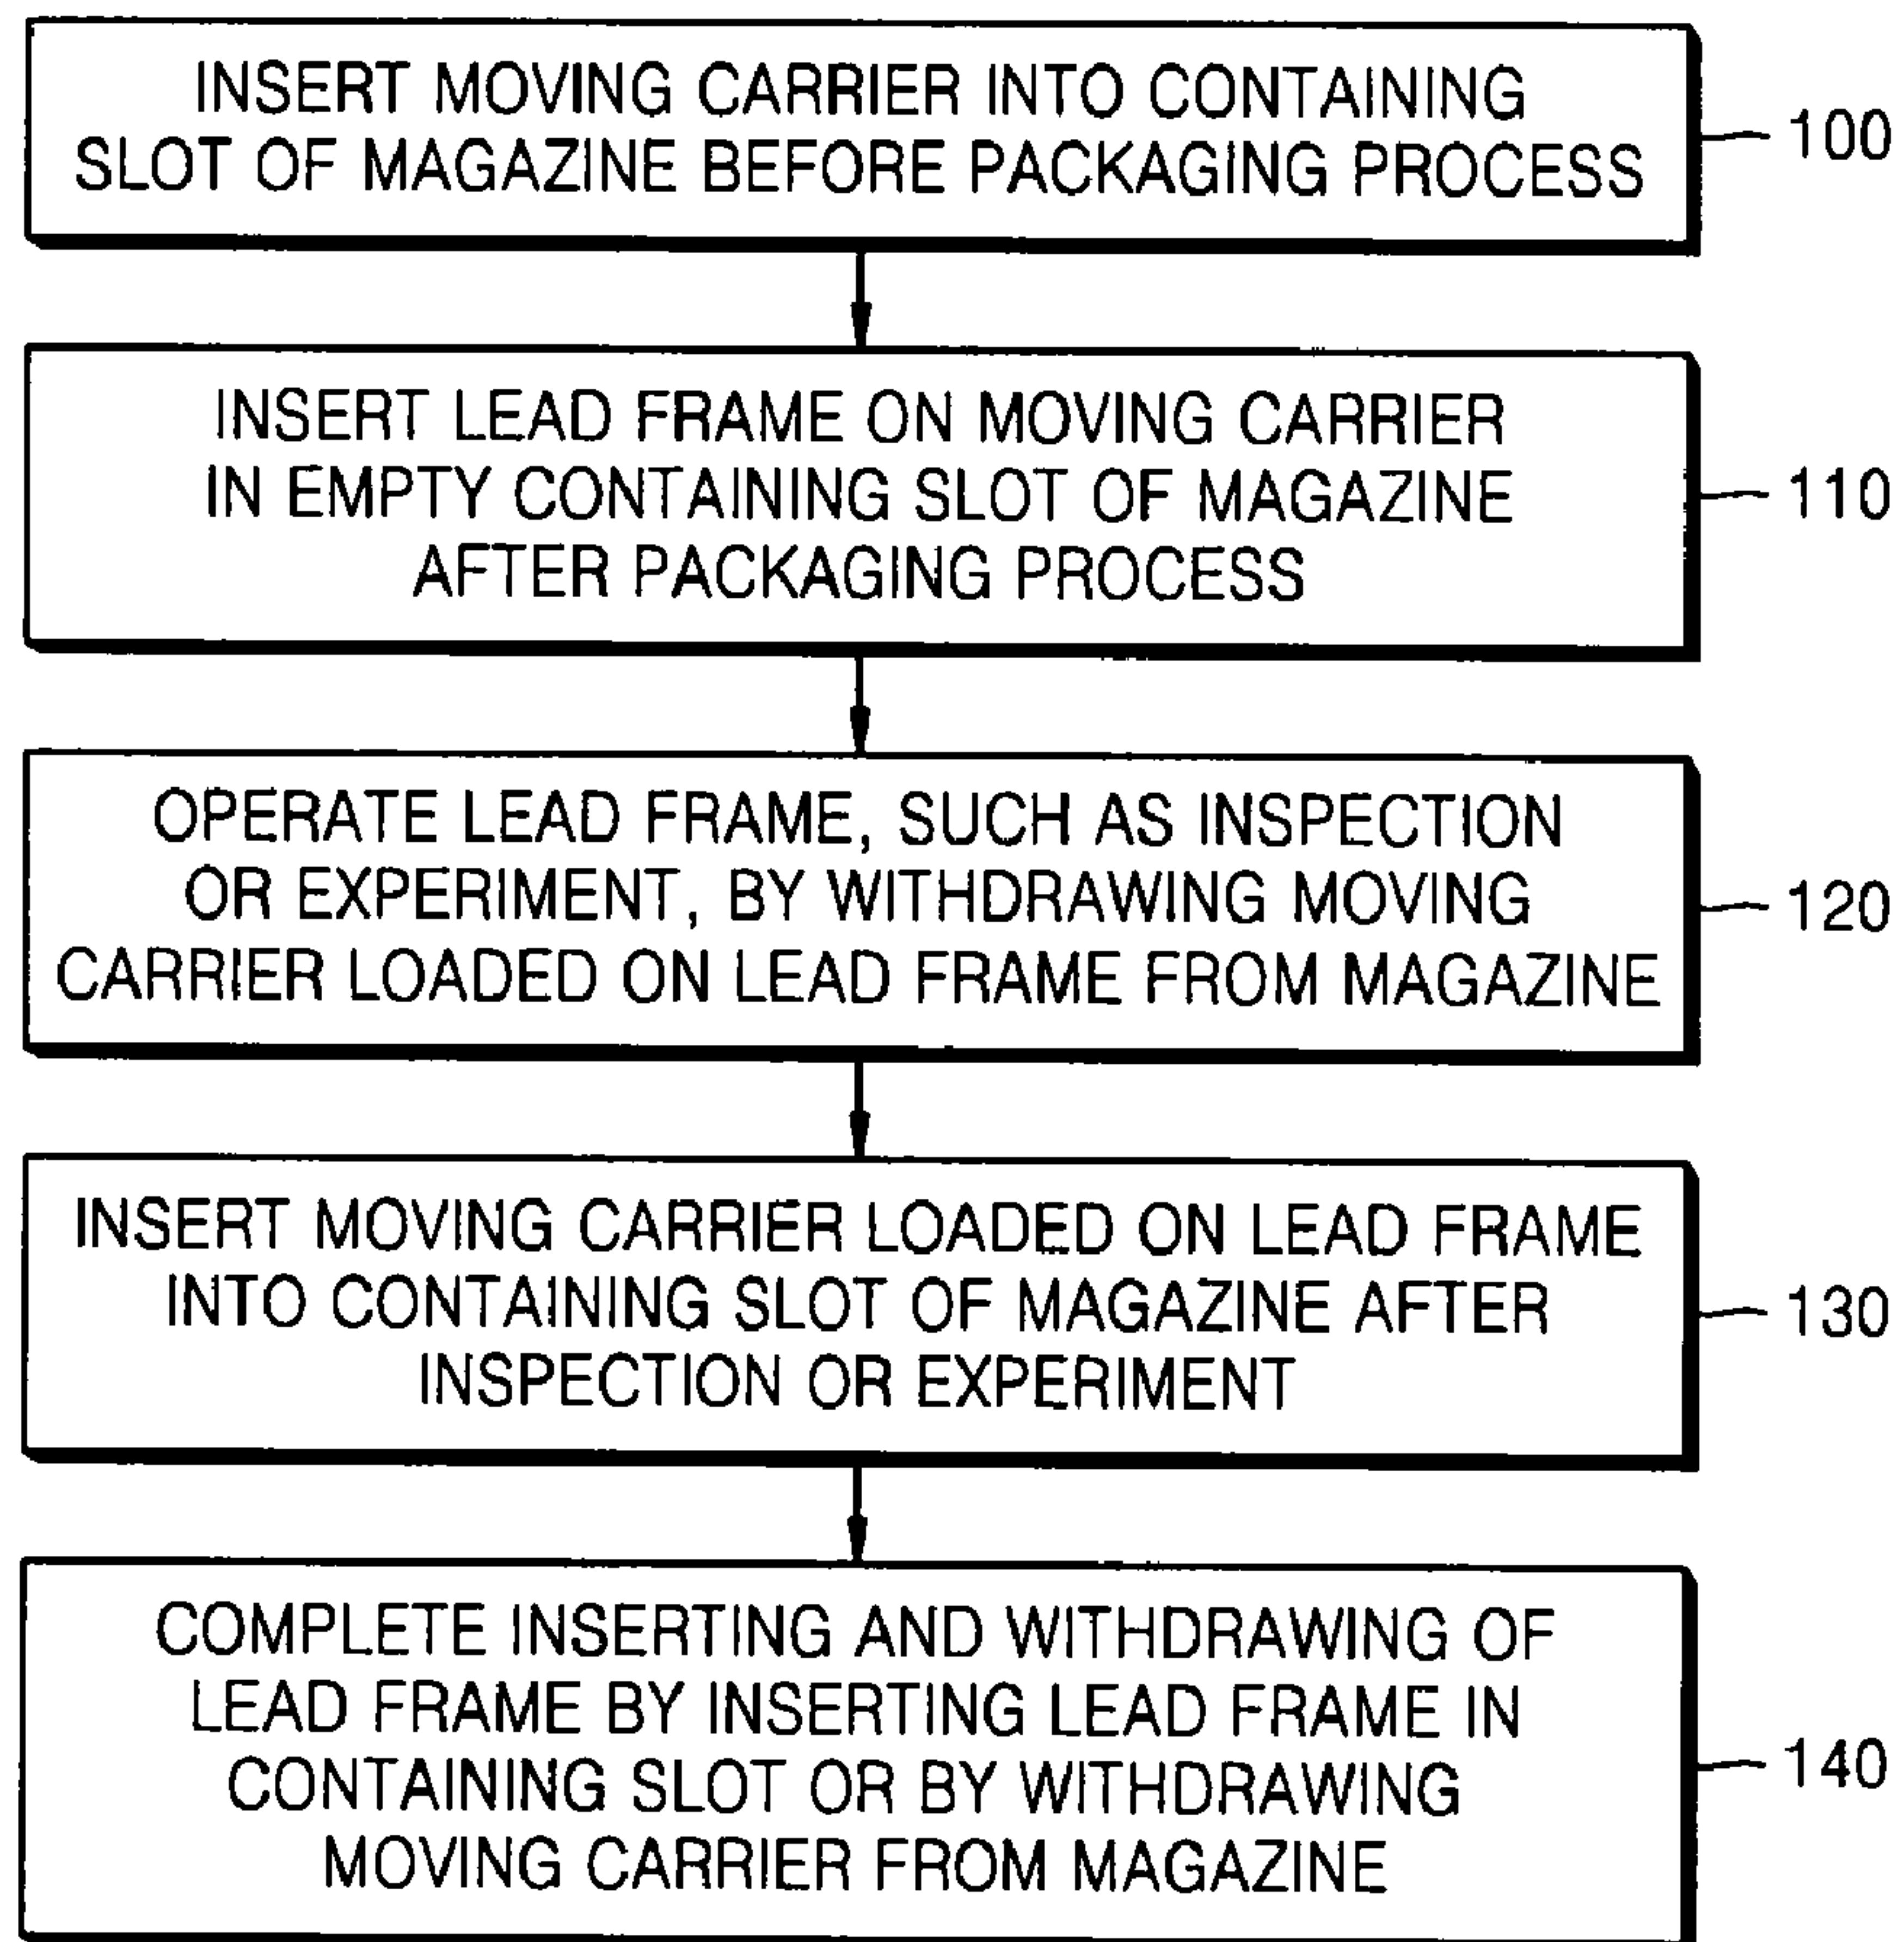 INSERT MOVING CARRIER INTO CONTAINING
SLOT OF MAGAZINE BEFORE PACKAGING PROCESS
100
INSERT LEAD FRAME ON MOVING CARRIER
IN EMPTY CONTAINING SLOT OF MAGAZINE
AFTER PACKAGING PROCESS
110
OPERATE LEAD FRAME, SUCH AS INSPECTION
OR EXPERIMENT, BY WITHDRAWING MOVING
CARRIER LOADED ON LEAD FRAME FROM MAGAZINE
120
INSERT MOVING CARRIER LOADED ON LEAD FRAME
INTO CONTAINING SLOT OF MAGAZINE AFTER
INSPECTION OR EXPERIMENT
130
COMPLETE INSERTING AND WITHDRAWING OF
LEAD FRAME BY INSERTING LEAD FRAME IN
CONTAINING SLOT OR BY WITHDRAWING
MOVING CARRIER FROM MAGAZINE
140